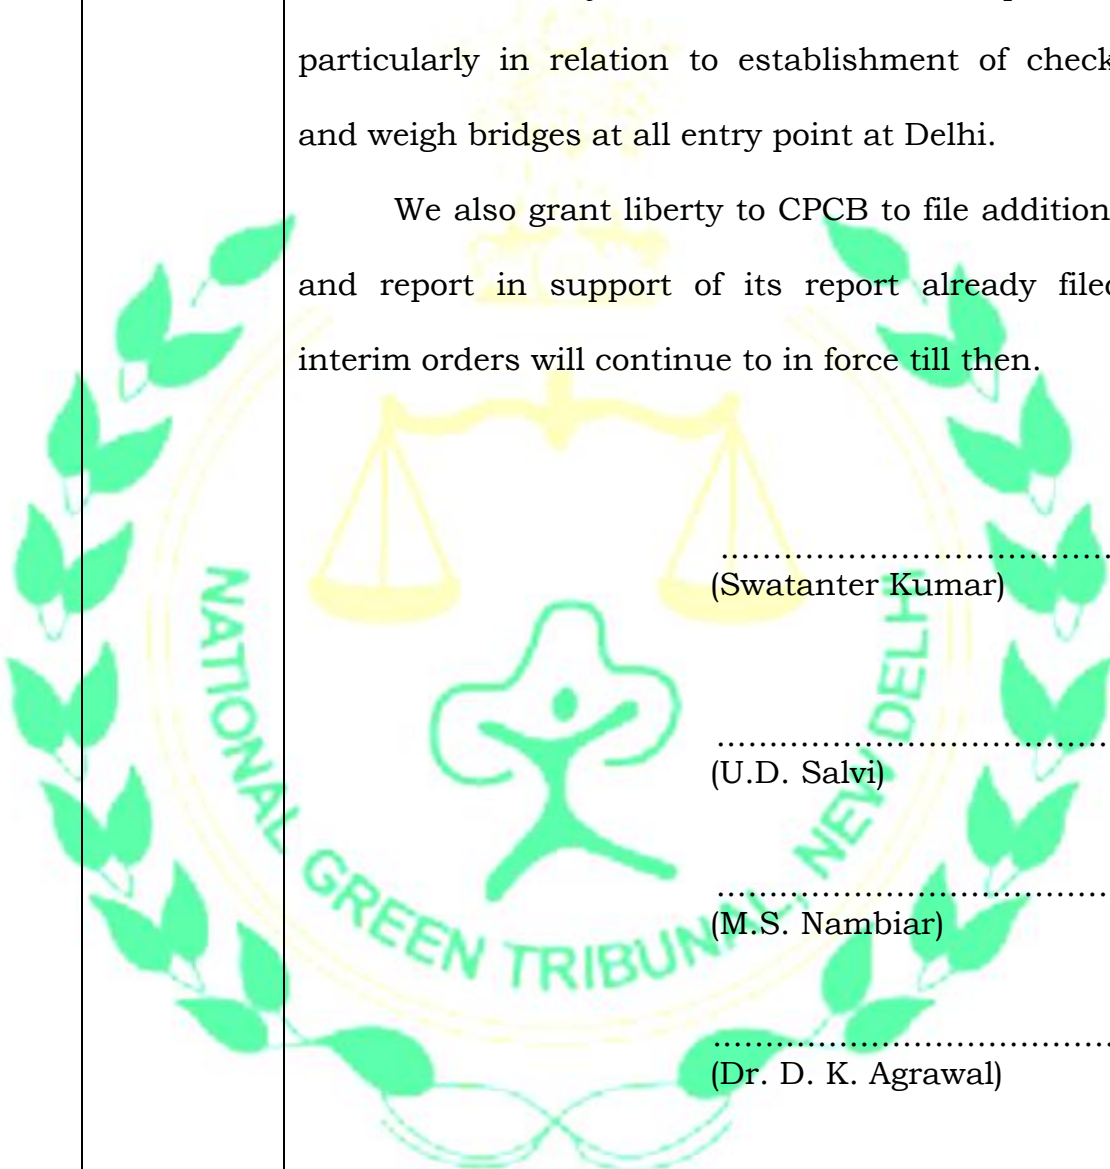 particularly in relation to establishment of check
and weigh bridges at all entry point at Delhi.
We also grant liberty to CPCB to file addition
and report in support of its report already filed
interim orders will continue to in force till then.
.......................................
(Swatanter Kumar)
.......................................
(U.D. Salvi)
.......................................
(M.S. Nambiar)
.......................................
(Dr. D. K. Agrawal)
NATIONAL GREEN TRIBUNAL, NEW DELHI